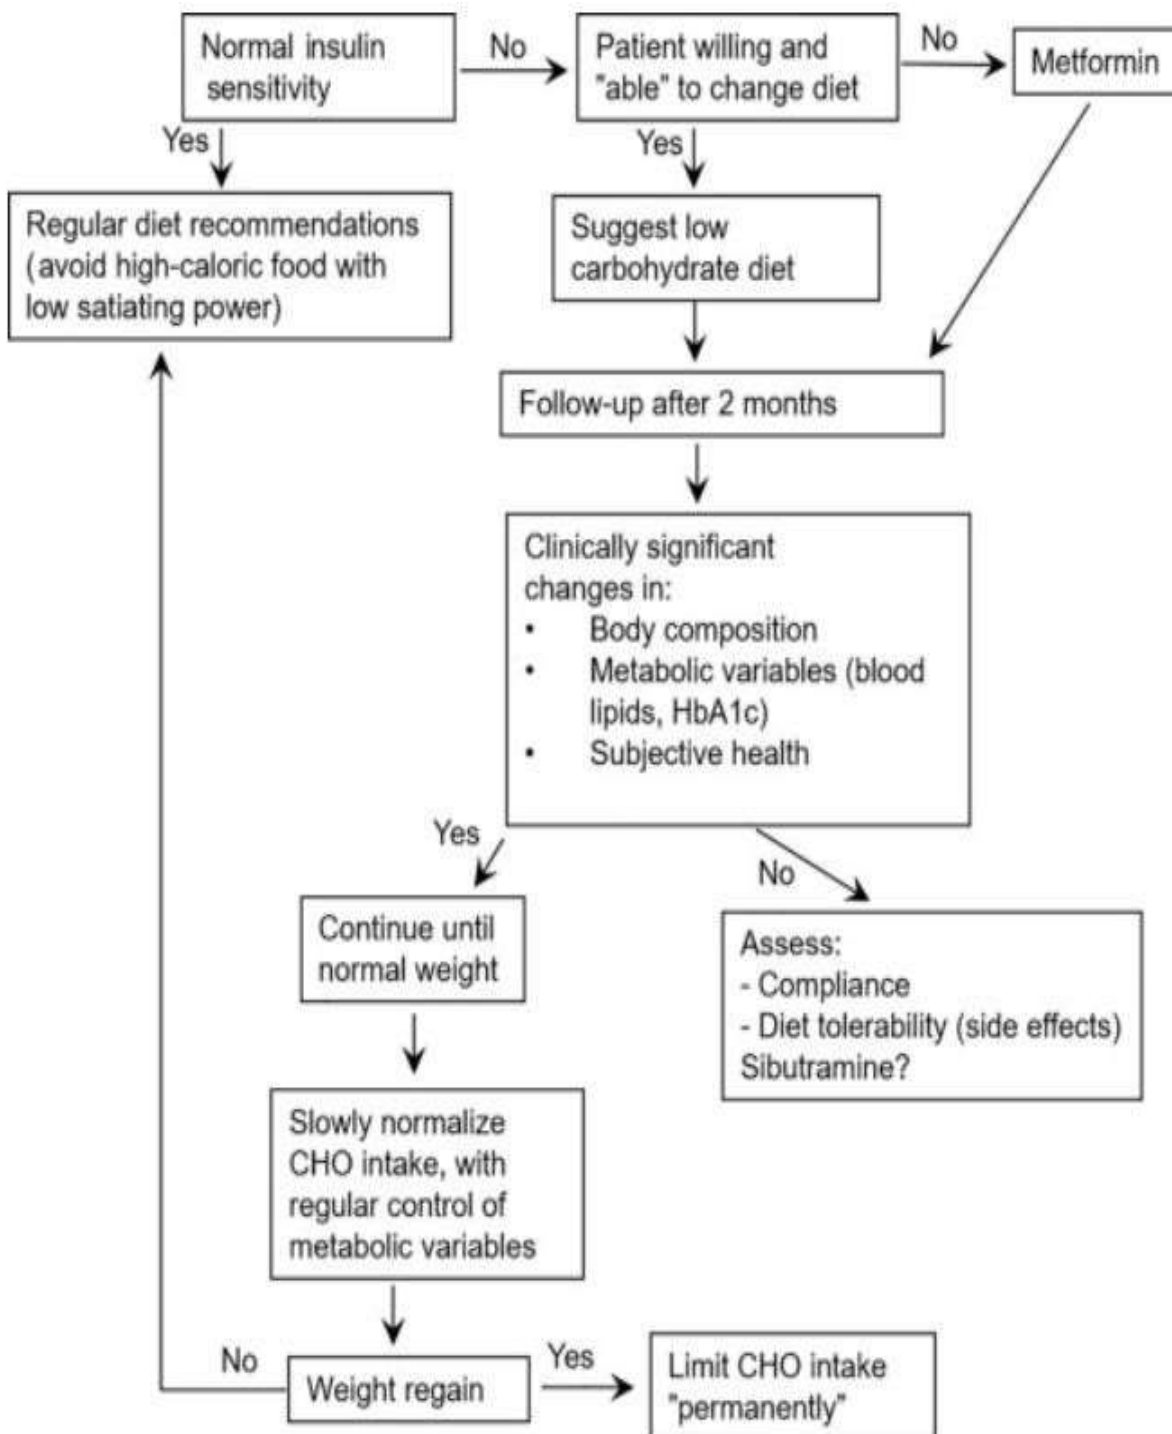 Normal insulin
sensitivity
No
Patient willing and
"able" to change diet
No
Metformin
Yes
Yes
Regular diet recommendations
(avoid high-caloric food with
low satiating power)
Suggest low
carbohydrate diet
Follow-up after 2 months
Clinically significant
changes in:
• Body composition
• Metabolic variables (blood
lipids, HbA1c)
• Subjective health
Yes
No
Continue until
normal weight
Assess:
- Compliance
- Diet tolerability (side effects)
Sibutramine?
Slowly normalize
CHO intake, with
regular control of
metabolic variables
No
Weight regain
Yes
Limit CHO intake
"permanently"